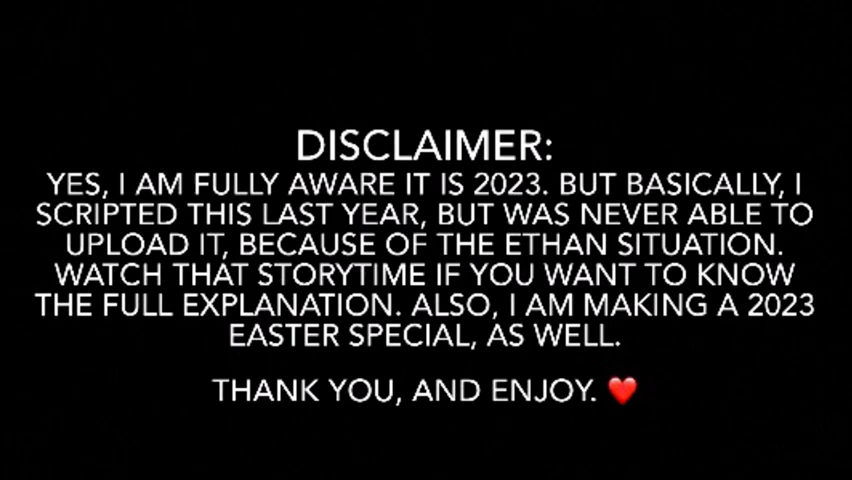 DISCLAIMER:
YES, I AM FULLY AWARE IT IS 2023. BUT BASICALLY, I
SCRIPTED THIS LAST YEAR, BUT WAS NEVER ABLE TO
UPLOAD IT, BECAUSE OF THE ETHAN SITUATION.
WATCH THAT STORYTIME IF YOU WANT TO KNOW
THE FULL EXPLANATION. ALSO, I AM MAKING A 2023
EASTER SPECIAL, AS WELL.
THANK YOU, AND ENJOY. ❤️